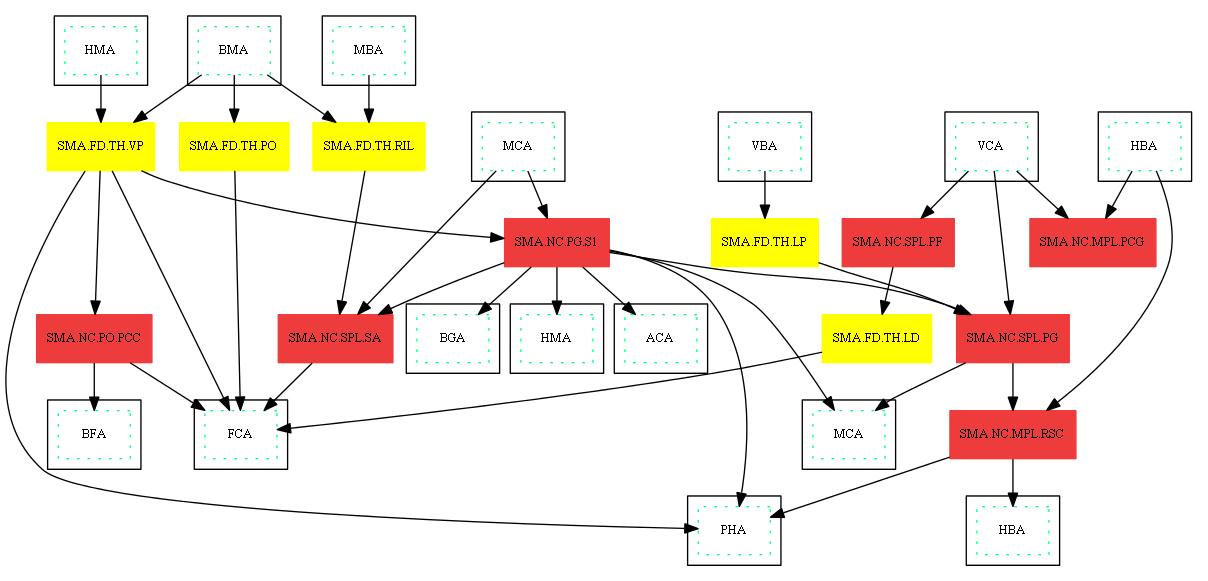 HMA
BMA
MBA
SMA.FD.TH.VP
SMA.FD.TH.PO
SMA.FD.TH.RIL
MCA
VBA
VCA
HBA
SMA.NC.PG.S1
SMA.FD.TH.LP
SMA.NC.SPL.PF
SMA.NC.MPL.PCG
SMA.NC.PO.PCC
SMA.NC.SPL.SA
BGA
HMA
ACA
SMA.FD.TH.LD
SMA.NC.SPL.PG
BFA
FCA
MCA
SMA.NC.MPL.RSC
PHA
HBA